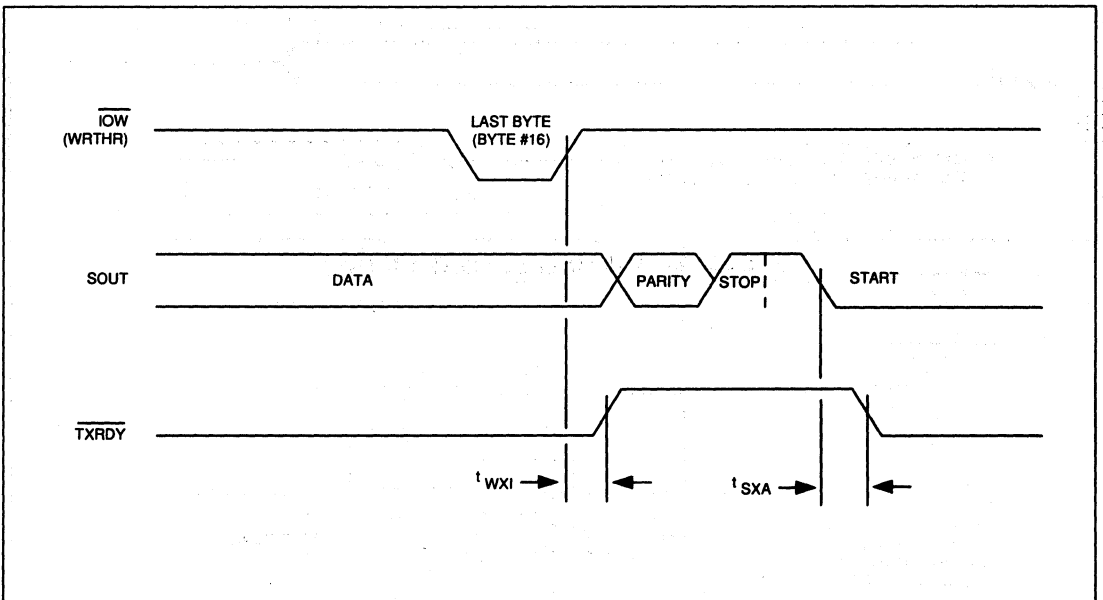 IOW
(WRTHR)
LAST BYTE
(BYTE #16)
SOUT
DATA
PARITY
STOP
START
TXRDY
t WXI
t SXA